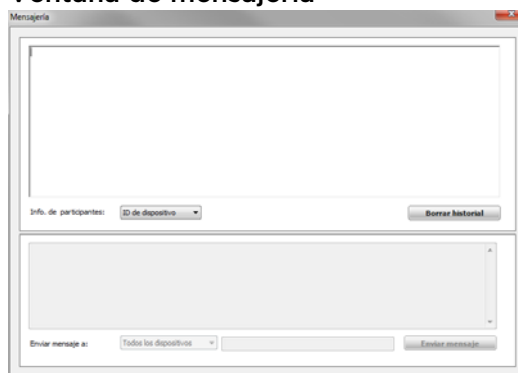 Ventana de mensajería
Mensajería
Info. de participantes: ID de dispositivo Borrar historial
Enviar mensaje a: Todos los dispositivos Enviar mensaje